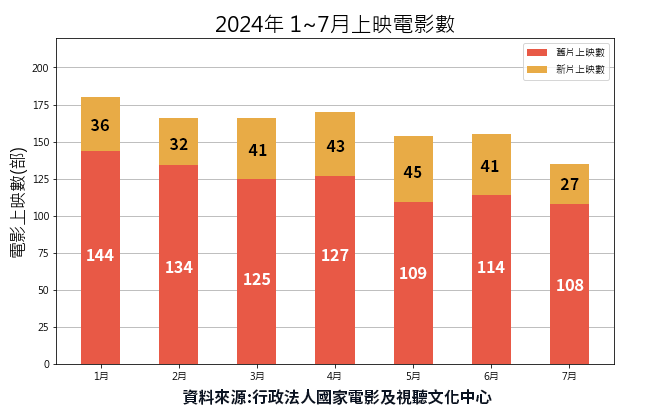 2024年 1~7月上映電影數
舊片上映數
新片上映數
電影上映數(部)
200
175
150
125
100
75
50
25
0
36
32
41
43
45
41
27
144
134
125
127
109
114
108
1月
2月
3月
4月
5月
6月
7月
資料來源:行政法人國家電影及視聽文化中心